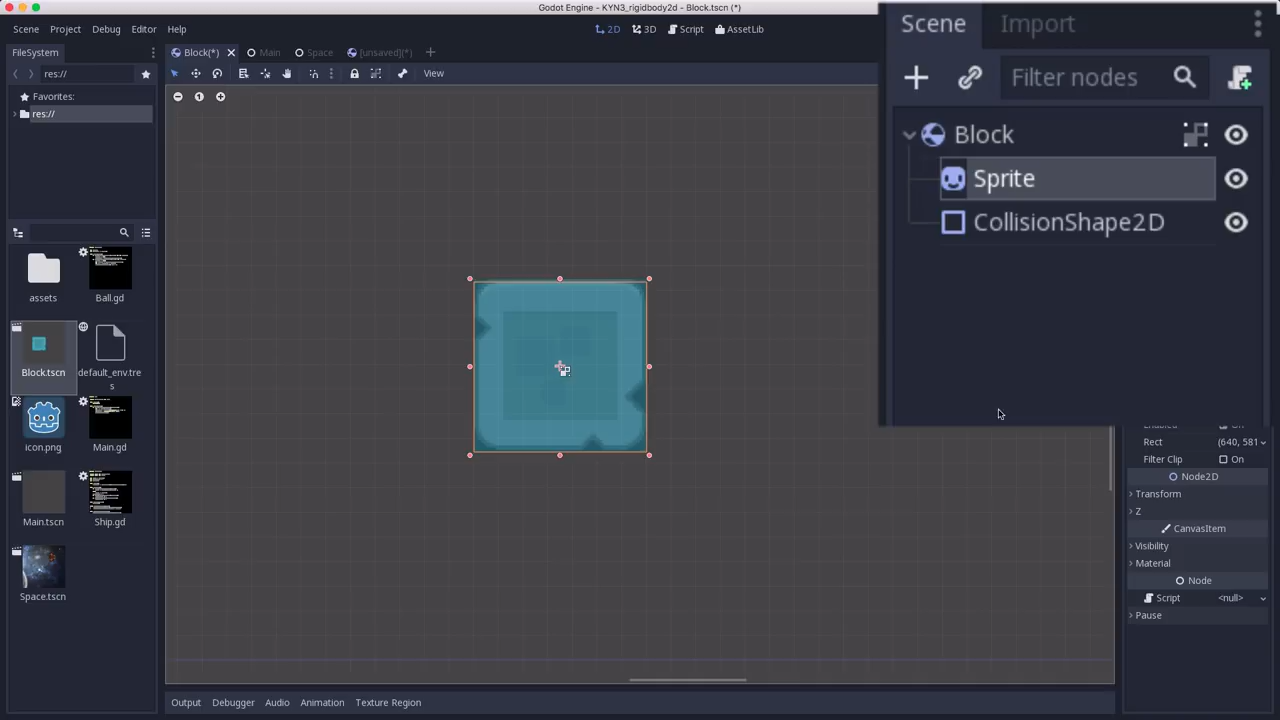 Godot Engine - KYN3_rigidbody2d - Block.tscn (*)
Scene Project Debug Editor Help
2D 3D Script AssetLib
FileSystem
Block(*) Main Space [unsaved](*)
res://
View
Favorites:
res://
assets
Ball.gd
Block.tscn
default_env.tres
icon.png
Main.gd
Main.tscn
Ship.gd
Space.tscn
Scene Import
Filter nodes
Block
Sprite
CollisionShape2D
Rect (640, 581
Filter Clip On
Node2D
Transform
Z
CanvasItem
Visibility
Material
Node
Script <null>
Pause
Output Debugger Audio Animation Texture Region